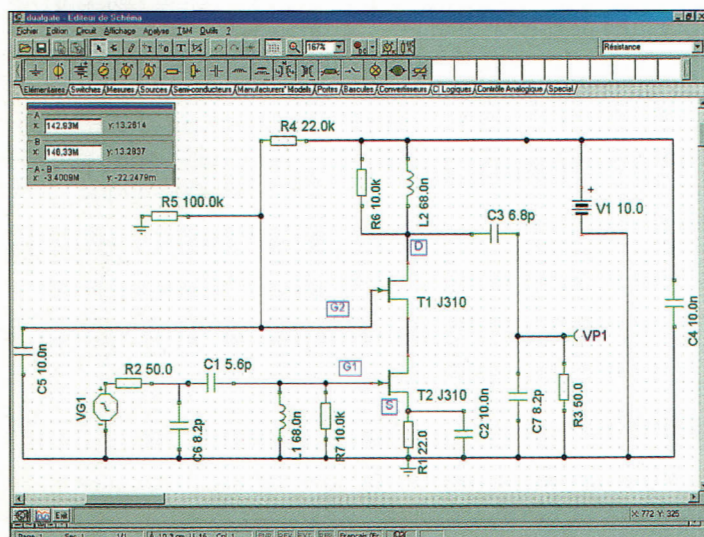 dualgate - Editeur de Schéma
Fichier Edition Circuit Affichage Analyse T&M Outils ?
167%
Résistance
Elémentaires Switches Mesures Sources Semi-conducteurs Manufacturers' Models Portes Bascules Convertisseurs CI Logiques Contrôle Analogique Special
A
x: 142.93M y: 13.2614
B
x: 146.33M y: 13.2837
A - B
x: -3.4009M y: -22.2479m
R4 22.0k
R5 100.0k
R6 10.0k
L2 68.0n
C3 6.8p
+
V1 10.0
D
G2
T1 J310
C4 10.0n
VP1
C5 10.0n
R2 50.0
C1 5.6p
G1
T2 J310
S
+
VG1
-
C6 8.2p
L1 68.0n
R7 10.0k
R1 22.0
C2 10.0n
C7 8.2p
R3 50.0
Exit
X: 772 Y: 325